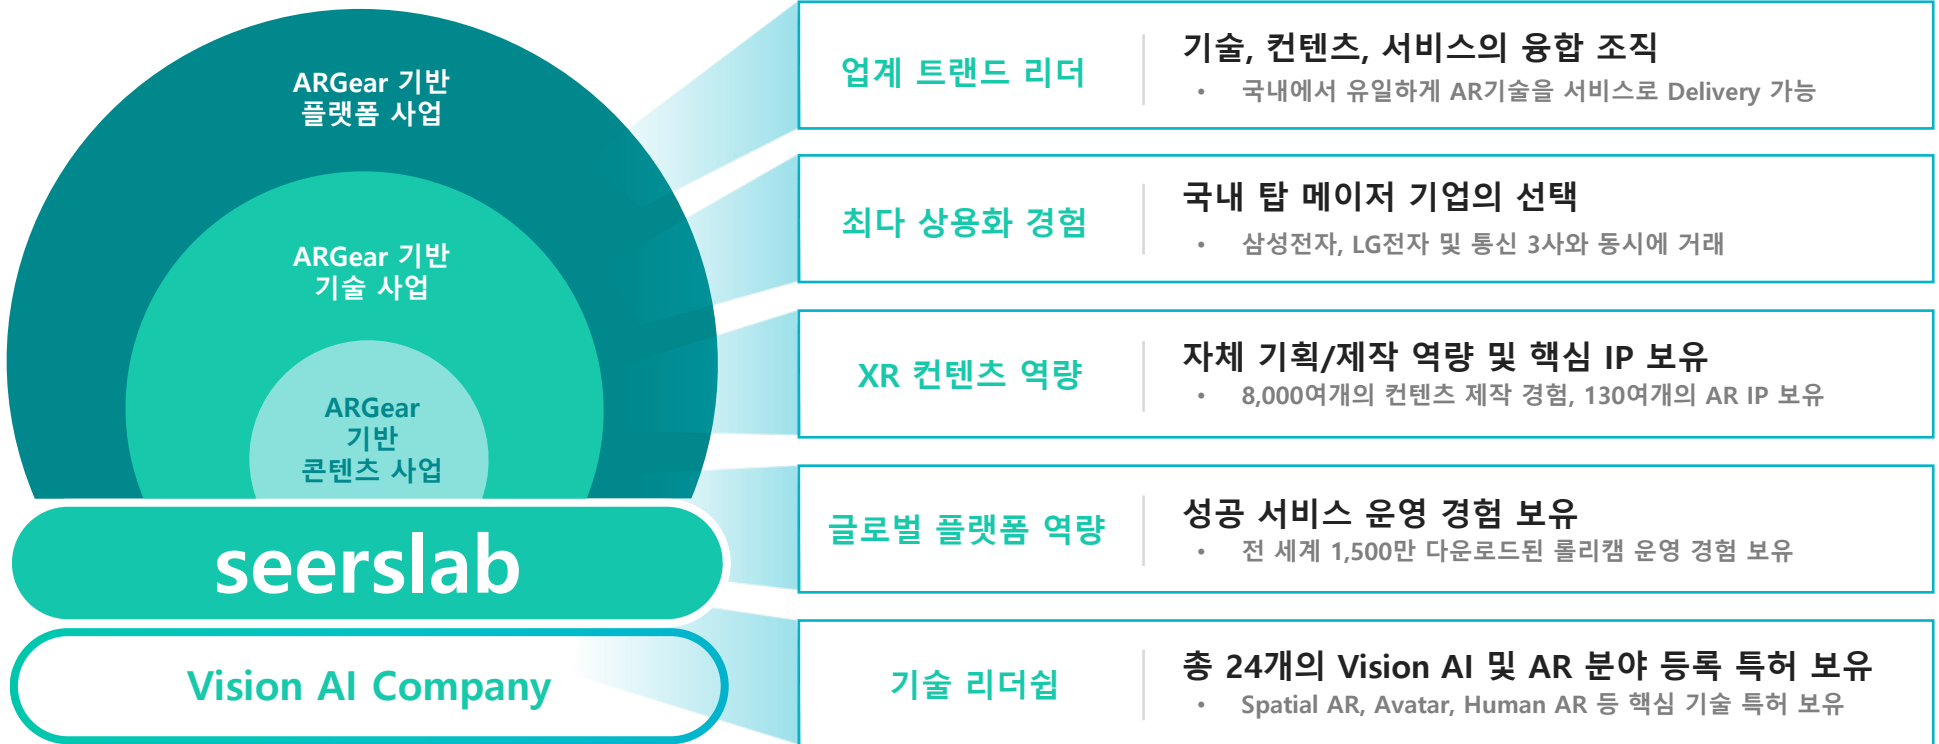 ARGear 기반
플랫폼 사업
ARGear 기반
기술 사업
ARGear
기반
콘텐츠 사업
seerslab
Vision AI Company
업계 트랜드 리더
기술, 컨텐츠, 서비스의 융합 조직
• 국내에서 유일하게 AR기술을 서비스로 Delivery 가능
최다 상용화 경험
국내 탑 메이저 기업의 선택
• 삼성전자, LG전자 및 통신 3사와 동시에 거래
XR 컨텐츠 역량
자체 기획/제작 역량 및 핵심 IP 보유
• 8,000여개의 컨텐츠 제작 경험, 130여개의 AR IP 보유
글로벌 플랫폼 역량
성공 서비스 운영 경험 보유
• 전 세계 1,500만 다운로드된 롤리캠 운영 경험 보유
기술 리더쉽
총 24개의 Vision AI 및 AR 분야 등록 특허 보유
• Spatial AR, Avatar, Human AR 등 핵심 기술 특허 보유